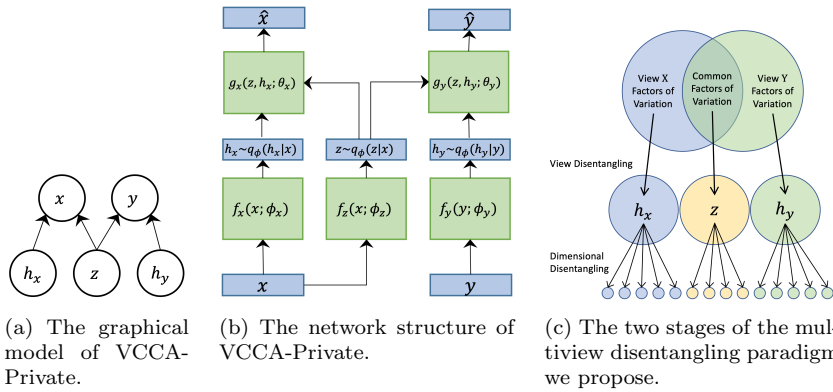 x
y
h_x
z
h_y
(a) The graphical
model of VCCA-
Private.
x̂
ŷ
g_x(z, h_x; θ_x)
g_y(z, h_y; θ_y)
h_x~q_ϕ(h_x|x)
z~q_ϕ(z|x)
h_y~q_ϕ(h_y|y)
f_x(x; ϕ_x)
f_z(x; ϕ_z)
f_y(y; ϕ_y)
x
y
(b) The network structure of
VCCA-Private.
View X
Factors of
Variation
Common
Factors of
Variation
View Y
Factors of
Variation
View Disentangling
h_x
z
h_y
Dimensional
Disentangling
(c) The two stages of the mul-
tiview disentangling paradigm
we propose.